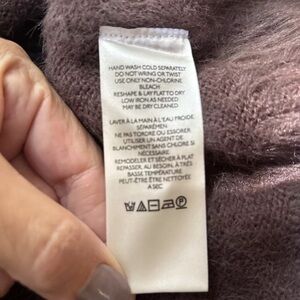 HAND WASH COLD SEPARATELY
DO NOT WRING OR TWIST
USE ONLY NON-CHLORINE
BLEACH
RESHAPE & LAY FLAT TO DRY
LOW IRON AS NEEDED
MAY BE DRY CLEANED
LAVER À LA MAIN À L'EAU FROIDE
SÉPARÉMEN
NE PAS TORDRE OU ESSORER
UTILISER UN AGENT DE
BLANCHIMENT SANS CHLORE SI
NÉCESSAIRE
REMODELER ET SÉCHER À PLAT
REPASSER, AU BESOIN, À
BASSE TEMPÉRATURE
PEUT-ÊTRE ÊTRE NETTOYÉE
A SEC